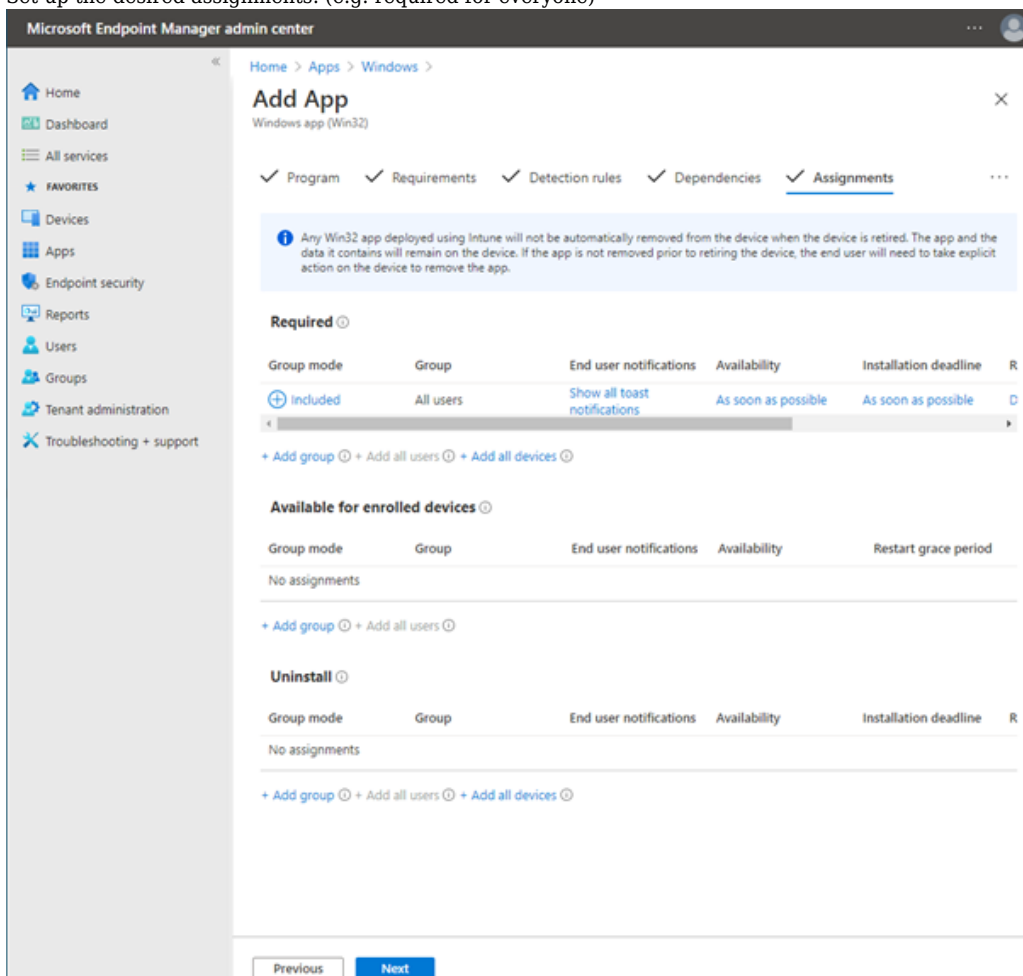 Set up the desired assignments. (e.g. required for everyone)
Microsoft Endpoint Manager admin center
...
«
Home
Dashboard
All services
FAVORITES
Devices
Apps
Endpoint security
Reports
Users
Groups
Tenant administration
Troubleshooting + support
Home > Apps > Windows >
Add App
Windows app (Win32)
Program Requirements Detection rules Dependencies Assignments ...
Any Win32 app deployed using Intune will not be automatically removed from the device when the device is retired. The app and the
data it contains will remain on the device. If the app is not removed prior to retiring the device, the end user will need to take explicit
action on the device to remove the app.
Required
Group mode Group End user notifications Availability Installation deadline R
Included All users Show all toast notifications As soon as possible As soon as possible D
+ Add group + Add all users + Add all devices
Available for enrolled devices
Group mode Group End user notifications Availability Restart grace period
No assignments
+ Add group + Add all users
Uninstall
Group mode Group End user notifications Availability Installation deadline R
No assignments
+ Add group + Add all users + Add all devices
Previous Next